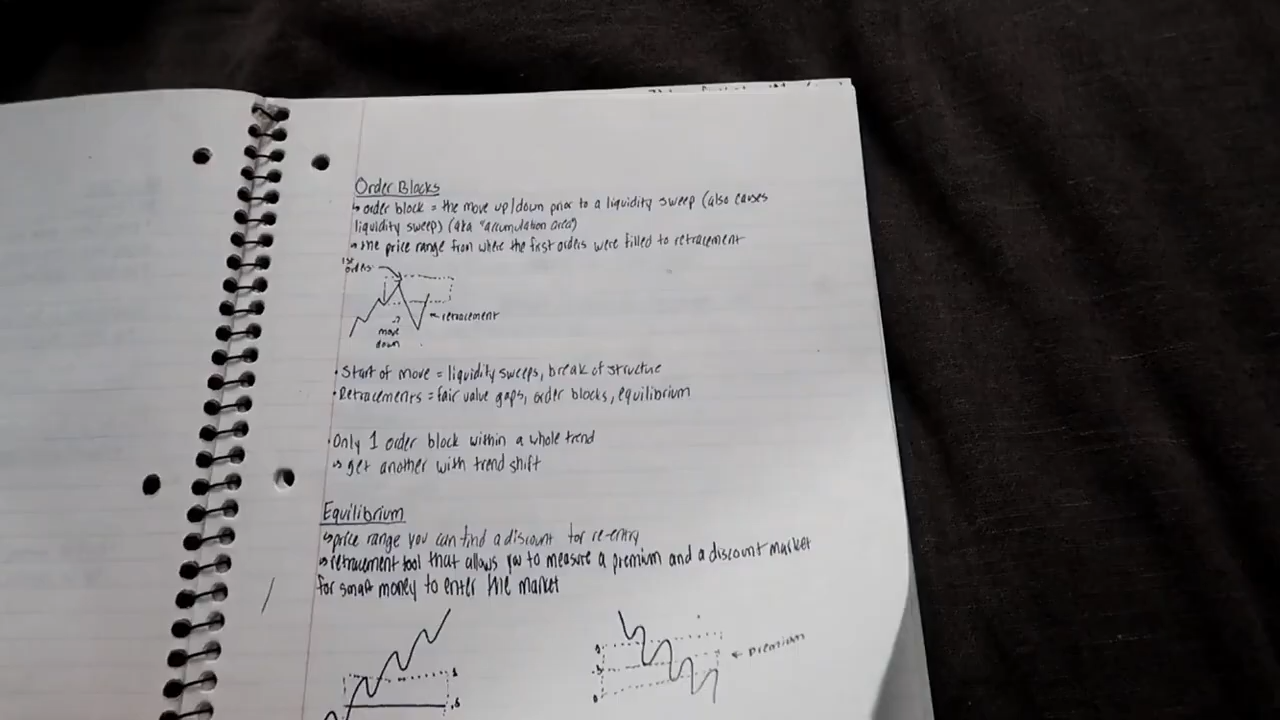 Order Blocks
↳ order block = the move up/down prior to a liquidity sweep (also causes
liquidity sweep) (aka "accumulation area")
↳ the price range from where the first orders were filled to retracement
1st
orders
← retracement
move
down
• Start of move = liquidity sweeps, break of structure
• Retracements = fair value gaps, order blocks, equilibrium
• Only 1 order block within a whole trend
↳ get another with trend shift
Equilibrium
↳ price range you can find a discount for re-entry
↳ retracement tool that allows you to measure a premium and a discount market
for smart money to enter the market
← premium
.5
.5
0